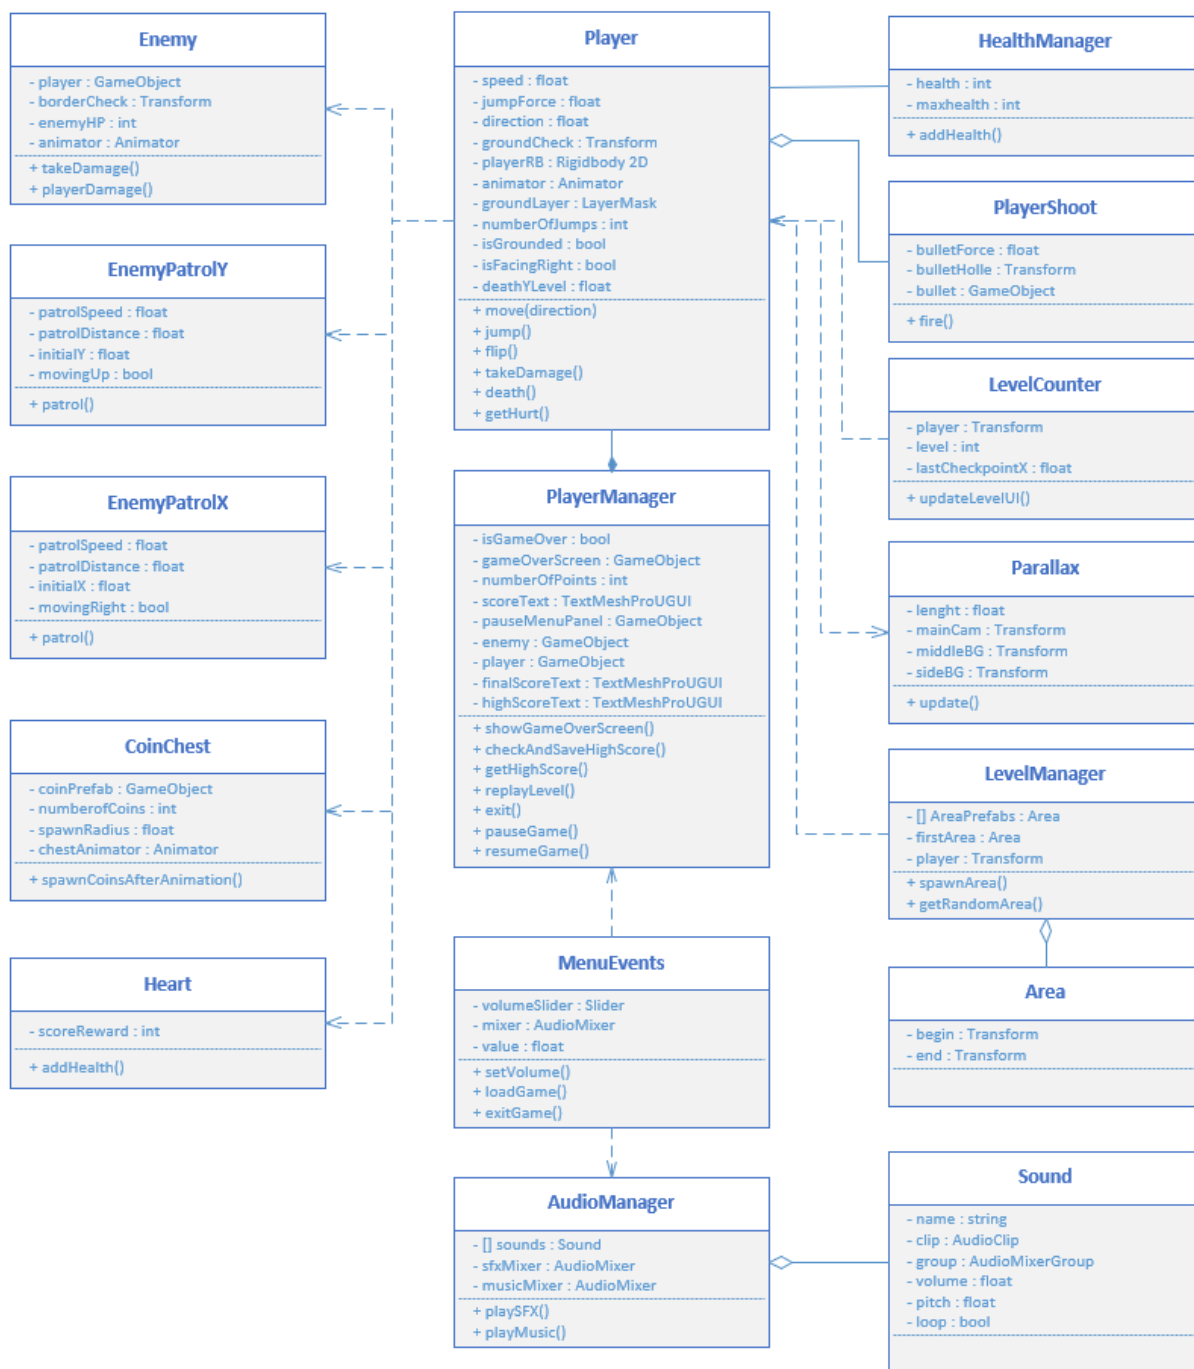 Enemy
- player : GameObject
- borderCheck : Transform
- enemyHP : int
- animator : Animator
+ takeDamage()
+ playerDamage()
EnemyPatrolY
- patrolSpeed : float
- patrolDistance : float
- initialY : float
- movingUp : bool
+ patrol()
EnemyPatrolX
- patrolSpeed : float
- patrolDistance : float
- initialX : float
- movingRight : bool
+ patrol()
CoinChest
- coinPrefab : GameObject
- numberofCoins : int
- spawnRadius : float
- chestAnimator : Animator
+ spawnCoinsAfterAnimation()
Heart
- scoreReward : int
+ addHealth()
Player
- speed : float
- jumpForce : float
- direction : float
- groundCheck : Transform
- playerRB : Rigidbody 2D
- animator : Animator
- groundLayer : LayerMask
- numberOfJumps : int
- isGrounded : bool
- isFacingRight : bool
- deathYLevel : float
+ move(direction)
+ jump()
+ flip()
+ takeDamage()
+ death()
+ getHurt()
PlayerManager
- isGameOver : bool
- gameOverScreen : GameObject
- numberOfPoints : int
- scoreText : TextMeshProUGUI
- pauseMenuPanel : GameObject
- enemy : GameObject
- player : GameObject
- finalScoreText : TextMeshProUGUI
- highScoreText : TextMeshProUGUI
+ showGameOverScreen()
+ checkAndSaveHighScore()
+ getHighScore()
+ replayLevel()
+ exit()
+ pauseGame()
+ resumeGame()
MenuEvents
- volumeSlider : Slider
- mixer : AudioMixer
- value : float
+ setVolume()
+ loadGame()
+ exitGame()
AudioManager
- [] sounds : Sound
- sfxMixer : AudioMixer
- musicMixer : AudioMixer
+ playSFX()
+ playMusic()
HealthManager
- health : int
- maxhealth : int
+ addHealth()
PlayerShoot
- bulletForce : float
- bulletHolle : Transform
- bullet : GameObject
+ fire()
LevelCounter
- player : Transform
- level : int
- lastCheckpointX : float
+ updateLevelUI()
Parallax
- lenght : float
- mainCam : Transform
- middleBG : Transform
- sideBG : Transform
+ update()
LevelManager
- [] AreaPrefabs : Area
- firstArea : Area
- player : Transform
+ spawnArea()
+ getRandomArea()
Area
- begin : Transform
- end : Transform
Sound
- name : string
- clip : AudioClip
- group : AudioMixerGroup
- volume : float
- pitch : float
- loop : bool